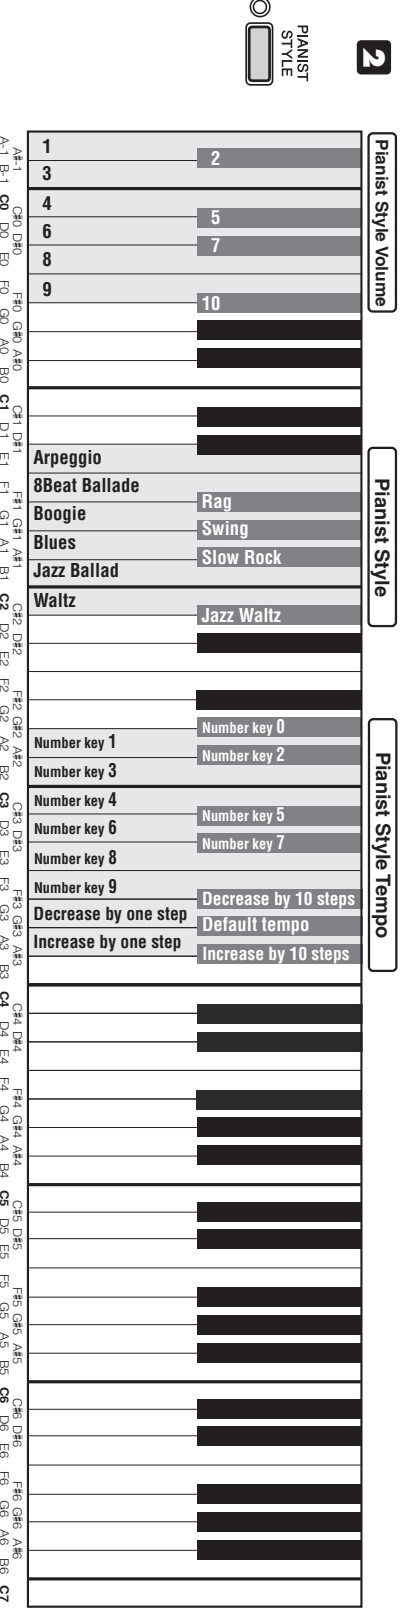 2
PIANIST
STYLE
Pianist Style Volume
1
2
3
4
5
6
7
8
9
10
Pianist Style
Arpeggio
8Beat Ballade
Rag
Boogie
Swing
Blues
Slow Rock
Jazz Ballad
Waltz
Jazz Waltz
Pianist Style Tempo
Number key 0
Number key 1
Number key 2
Number key 3
Number key 4
Number key 5
Number key 6
Number key 7
Number key 8
Number key 9
Decrease by 10 steps
Decrease by one step
Default tempo
Increase by one step
Increase by 10 steps
A#-1 C#0 D#0 F#0 G#0 A#0 C#1 D#1 F#1 G#1 A#1 C#2 D#2 F#2 G#2 A#2 C#3 D#3 F#3 G#3 A#3 C#4 D#4 F#4 G#4 A#4 C#5 D#5 F#5 G#5 A#5 C#6 D#6 F#6 G#6 A#6
A-1 B-1 C0 D0 E0 F0 G0 A0 B0 C1 D1 E1 F1 G1 A1 B1 C2 D2 E2 F2 G2 A2 B2 C3 D3 E3 F3 G3 A3 B3 C4 D4 E4 F4 G4 A4 B4 C5 D5 E5 F5 G5 A5 B5 C6 D6 E6 F6 G6 A6 B6 C7